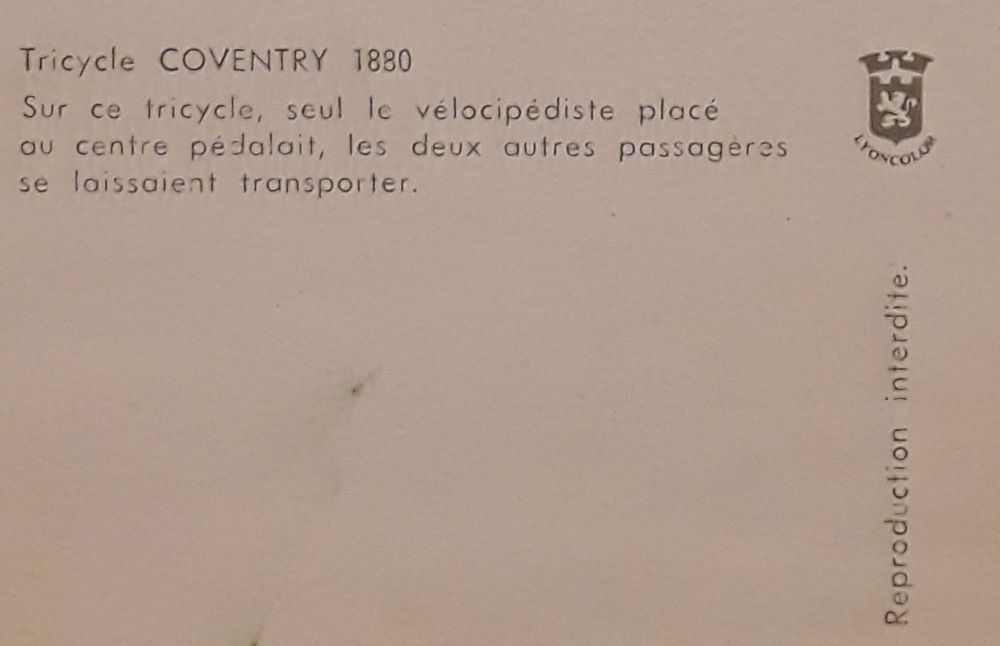 Tricycle COVENTRY 1880
Sur ce tricycle, seul le vélocipédiste placé
au centre pédalait, les deux autres passagères
se laissaient transporter.
LYONCOLOR
Reproduction interdite.